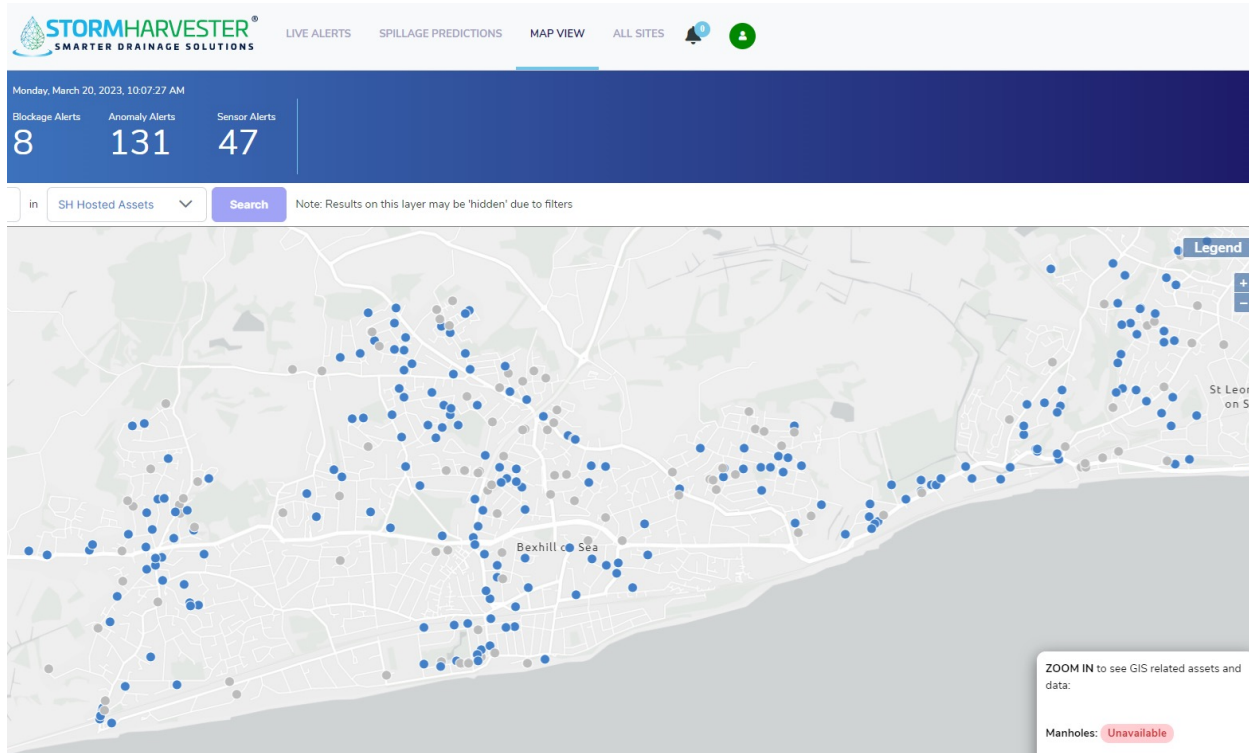 STORMHARVESTER®
SMARTER DRAINAGE SOLUTIONS
LIVE ALERTS
SPILLAGE PREDICTIONS
MAP VIEW
ALL SITES
0
Monday, March 20, 2023, 10:07:27 AM
Blockage Alerts
Anomaly Alerts
Sensor Alerts
8
131
47
in
SH Hosted Assets
Search
Note: Results on this layer may be 'hidden' due to filters
Legend
+
−
St Leon
on S
Bexhill on Sea
ZOOM IN to see GIS related assets and
data:
Manholes: Unavailable